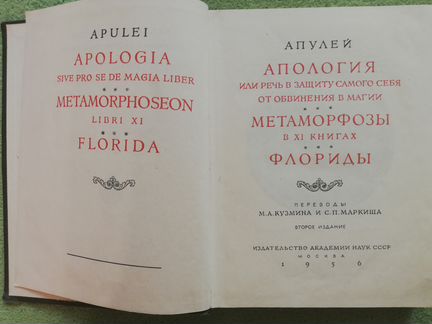 APULEI
APOLOGIA
SIVE PRO SE DE MAGIA LIBER
* * *
METAMORPHOSEON
LIBRI XI
* * *
FLORIDA
АПУЛЕЙ
АПОЛОГИЯ
ИЛИ РЕЧЬ В ЗАЩИТУ САМОГО СЕБЯ
ОТ ОБВИНЕНИЯ В МАГИИ
* * *
МЕТАМОРФОЗЫ
В XI КНИГАХ
* * *
ФЛОРИДЫ
ПЕРЕВОДЫ
М.А.КУЗМИНА И С.П.МАРКИША
ВТОРОЕ ИЗДАНИЕ
ИЗДАТЕЛЬСТВО АКАДЕМИИ НАУК СССР
МОСКВА
1956